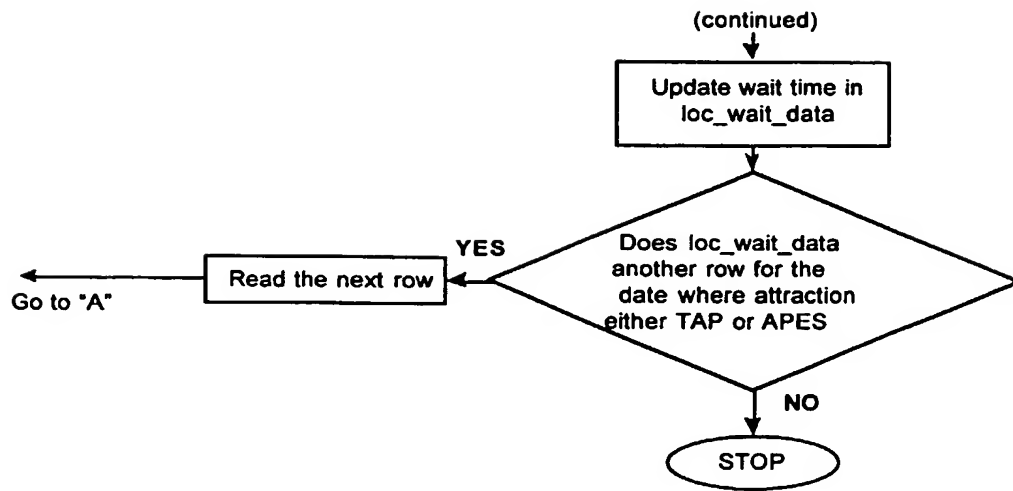 (continued)
Update wait time in
loc_wait_data
YES
Does loc_wait_data
another row for the
date where attraction
either TAP or APES
Read the next row
Go to "A"
NO
STOP